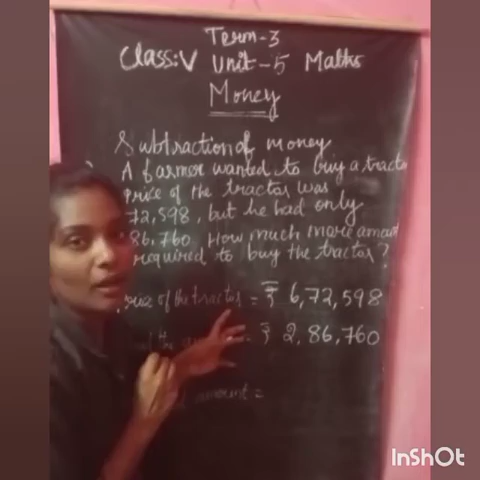 Term-3
Class:V Unit-5 Maths
Money
Subtraction of money
A farmer wanted to buy a tracto
price of the tractor was
72,598, but he had only
86,760 How much more amount
required to buy the tractor?
of the tractor = ₹ 6,72,598
the = ₹ 2,86,760
amount =
InShOt